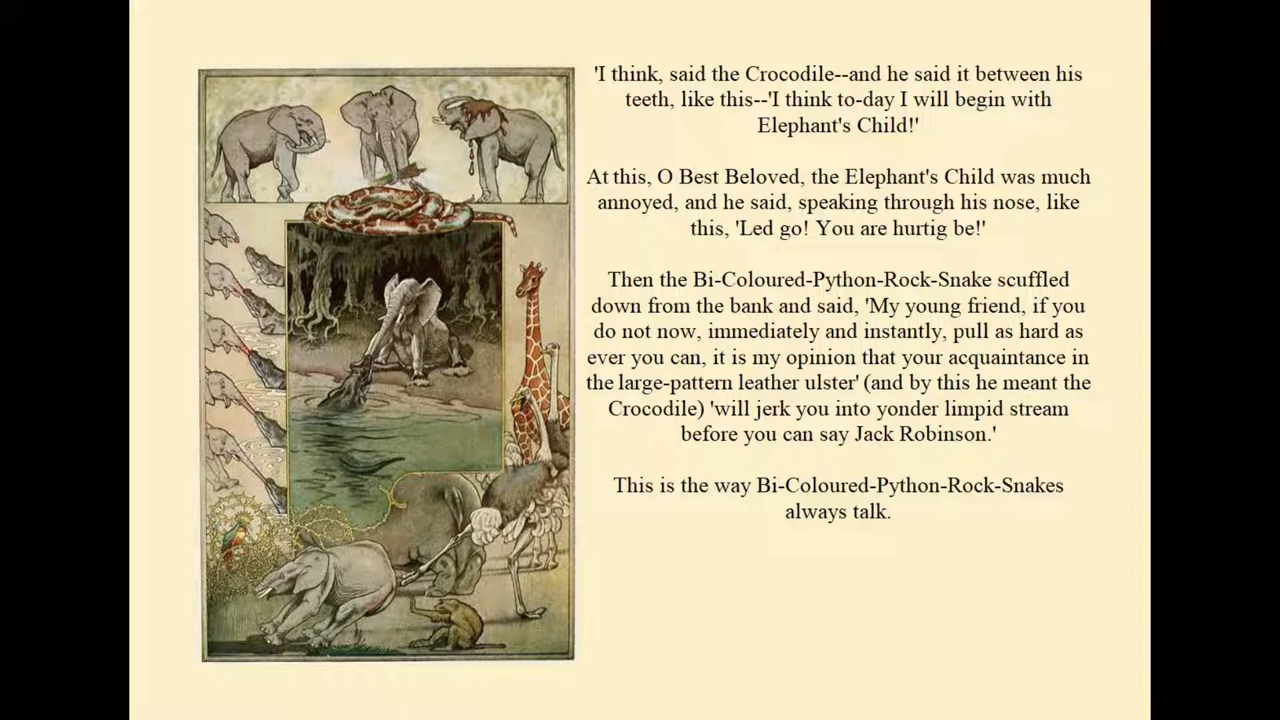 'I think, said the Crocodile--and he said it between his
teeth, like this--'I think to-day I will begin with
Elephant's Child!'
At this, O Best Beloved, the Elephant's Child was much
annoyed, and he said, speaking through his nose, like
this, 'Led go! You are hurtig be!'
Then the Bi-Coloured-Python-Rock-Snake scuffled
down from the bank and said, 'My young friend, if you
do not now, immediately and instantly, pull as hard as
ever you can, it is my opinion that your acquaintance in
the large-pattern leather ulster' (and by this he meant the
Crocodile) 'will jerk you into yonder limpid stream
before you can say Jack Robinson.'
This is the way Bi-Coloured-Python-Rock-Snakes
always talk.